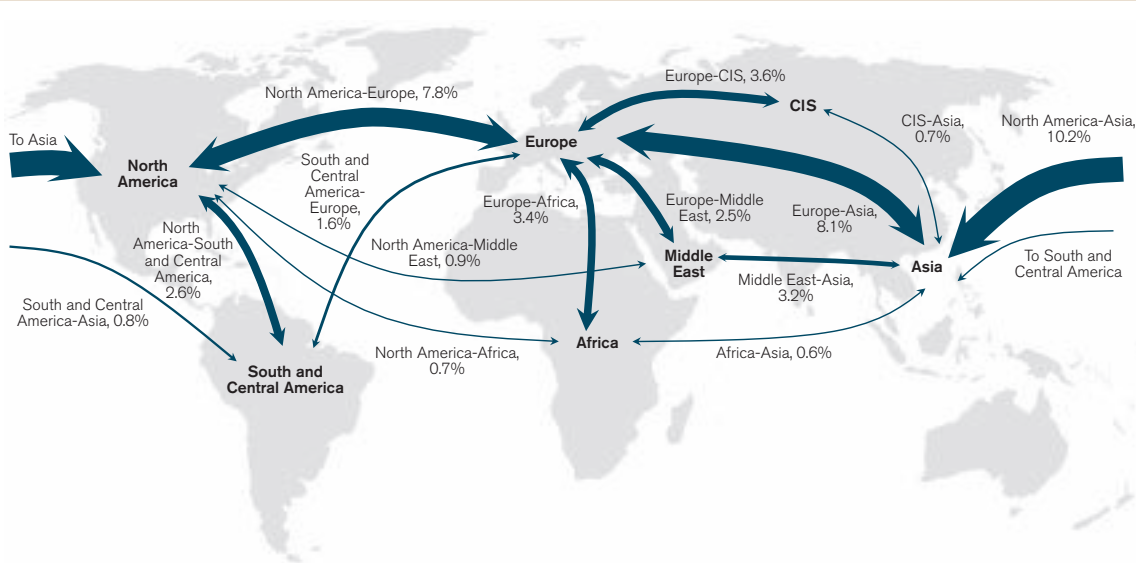 Europe-CIS, 3.6%
North America-Europe, 7.8%
CIS
CIS-Asia,
0.7%
North America-Asia,
10.2%
To Asia
Europe
North
America
South and
Central
America-
Europe,
1.6%
Europe-Africa,
3.4%
Europe-Middle
East, 2.5%
Europe-Asia,
8.1%
North
America-South
and Central
America,
2.6%
North America-Middle
East, 0.9%
Middle
East
Asia
To South and
Central America
Middle East-Asia,
3.2%
South and Central
America-Asia, 0.8%
Africa
North America-Africa,
0.7%
Africa-Asia, 0.6%
South and
Central America